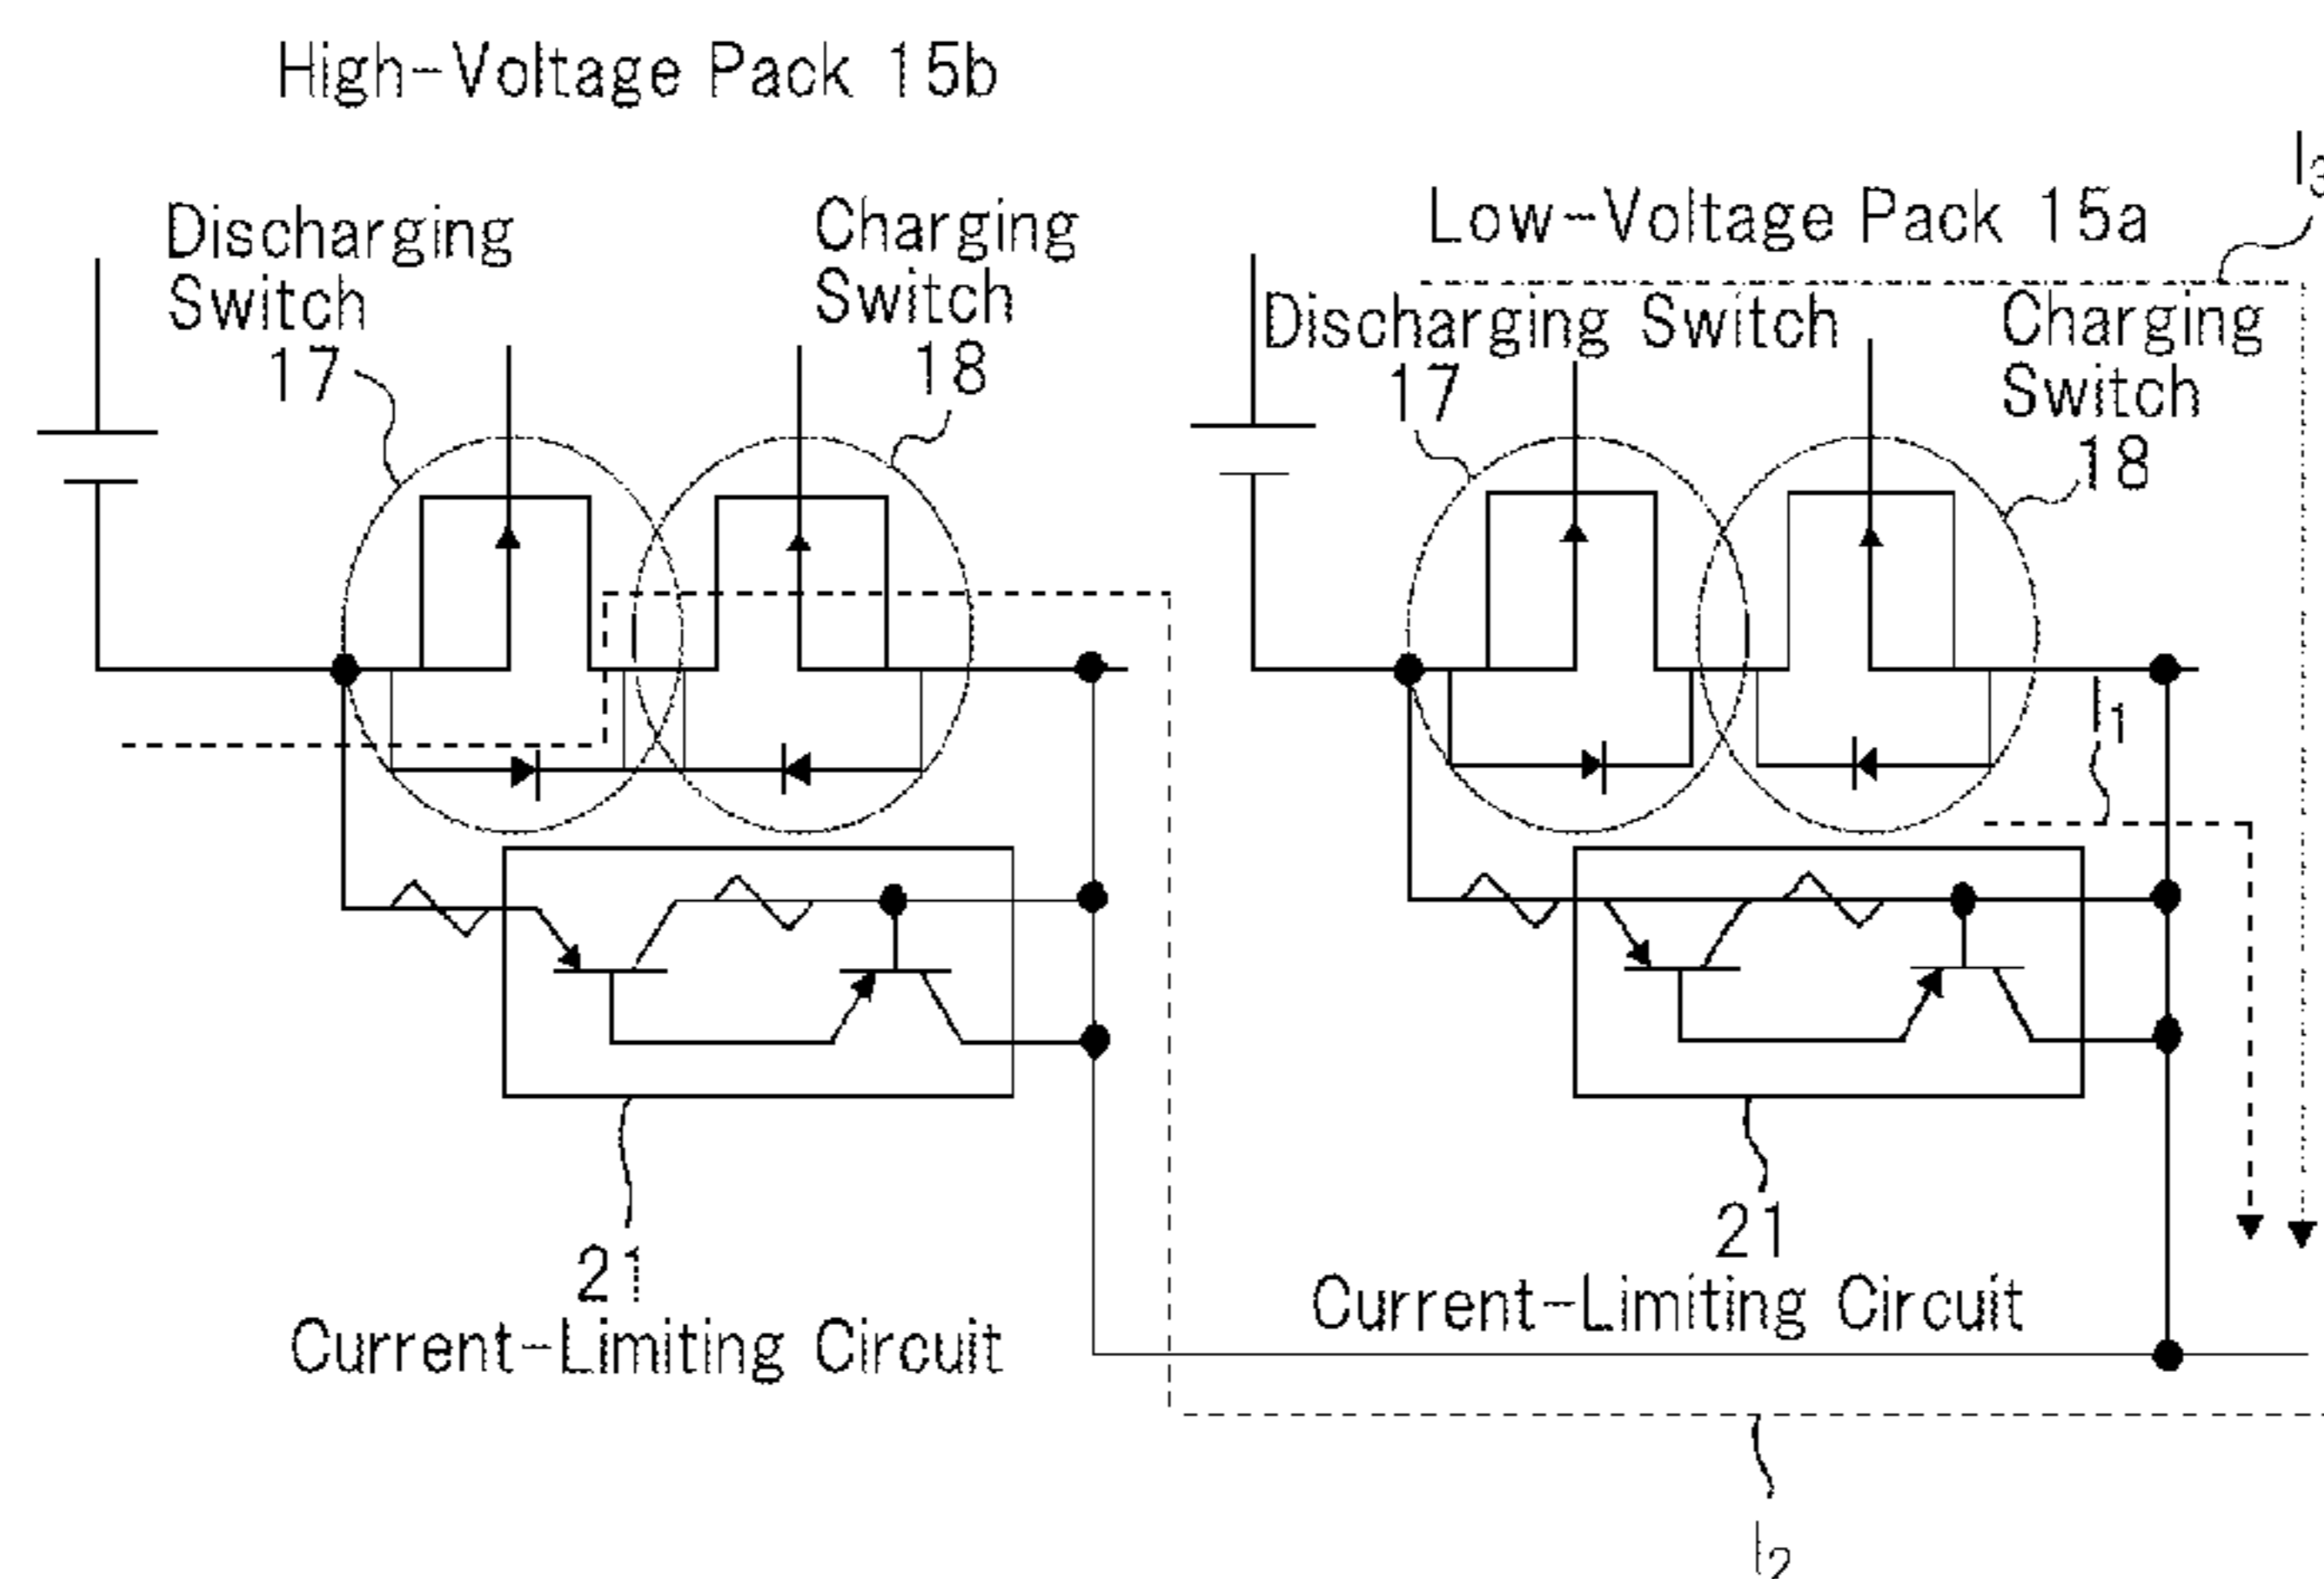 High-Voltage Pack 15b
Discharging
Switch
17
Charging
Switch
18
Low-Voltage Pack 15a
I3
Discharging Switch
17
Charging
Switch
18
I1
21
Current-Limiting Circuit
21
Current-Limiting Circuit
I2